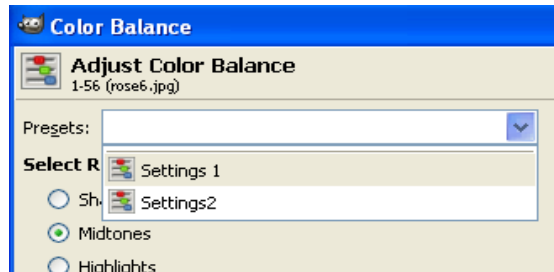 Color Balance
Adjust Color Balance
1-56 (rose6.jpg)
Presets:
Select R
Settings 1
Sh
Settings2
Midtones
Highlights